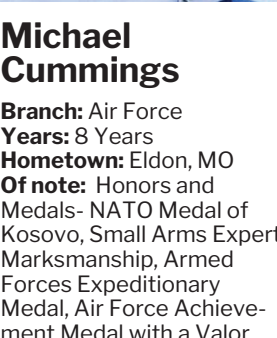 Michael
Cummings
Branch: Air Force
Years: 8 Years
Hometown: Eldon, MO
Of note: Honors and
Medals- NATO Medal of
Kosovo, Small Arms Expert
Marksmanship, Armed
Forces Expeditionary
Medal, Air Force Achieve-
ment Medal with a Valor